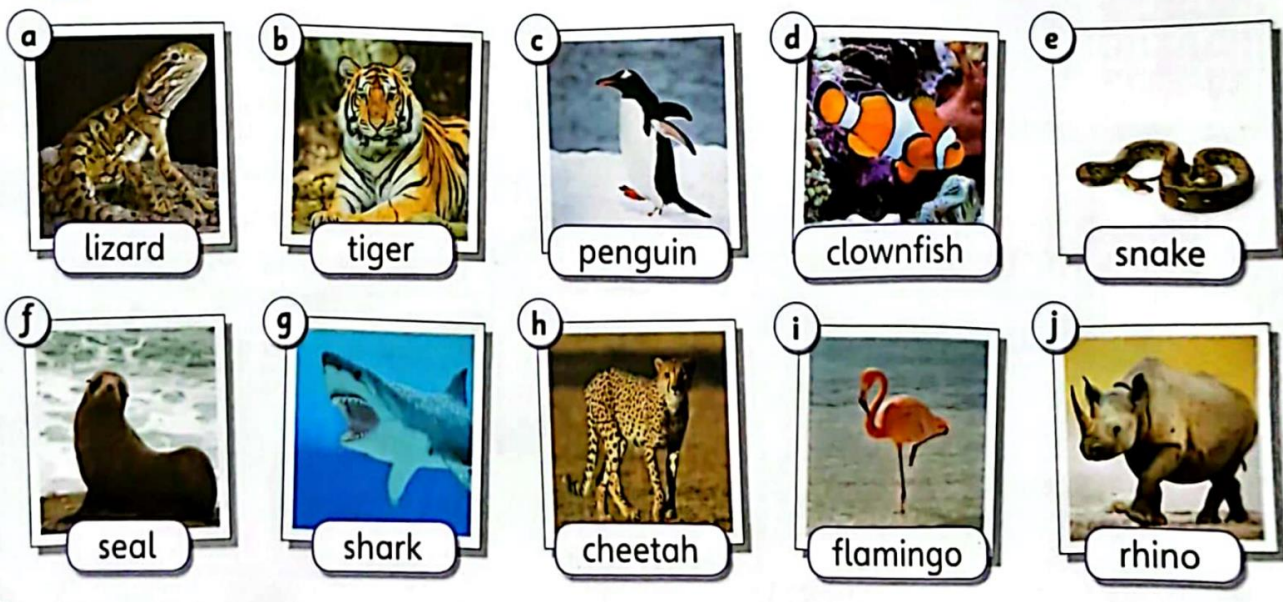 a
b
c
d
e
lizard
tiger
penguin
clownfish
snake
f
g
h
i
j
seal
shark
cheetah
flamingo
rhino